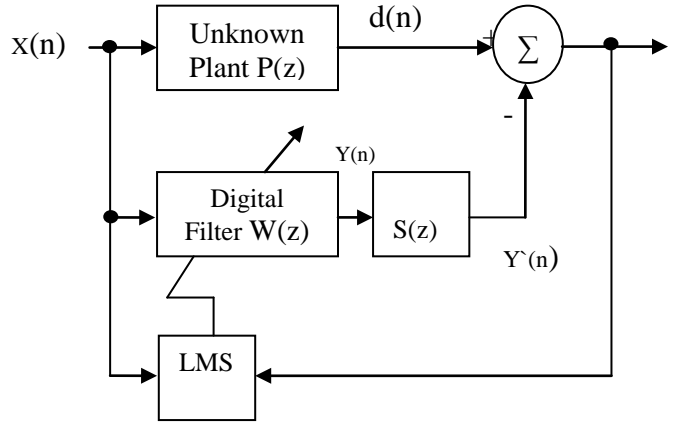 X(n)
Unknown
Plant P(z)
d(n)
+
∑
-
Digital
Filter W(z)
Y(n)
S(z)
Y`(n)
LMS